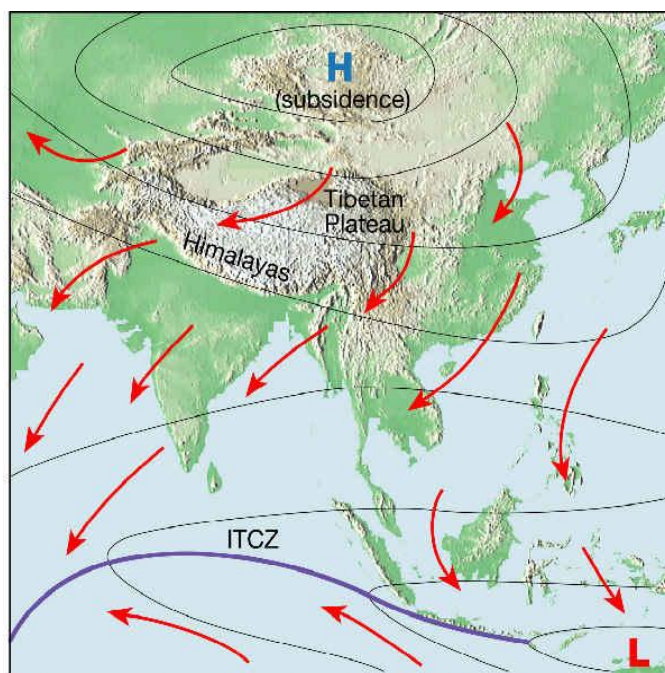 H
(subsidence)
Tibetan
Plateau
Himalayas
ITCZ
L